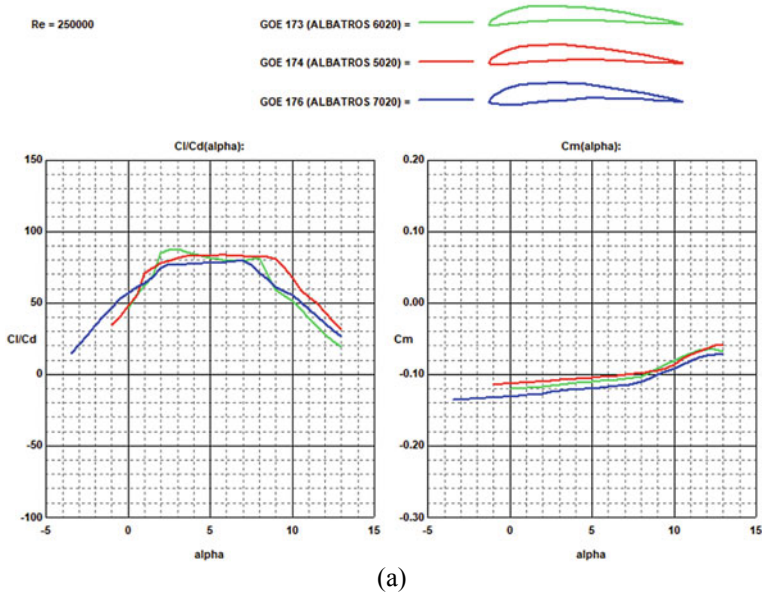 Re = 250000
GOE 173 (ALBATROS 6020) =
GOE 174 (ALBATROS 5020) =
GOE 176 (ALBATROS 7020) =
Cl/Cd(alpha):
150
100
50
Cl/Cd
0
-50
-100
-5 0 5 10 15
alpha
Cm(alpha):
0.20
0.10
0.00
Cm
-0.10
-0.20
-0.30
-5 0 5 10 15
alpha
(a)